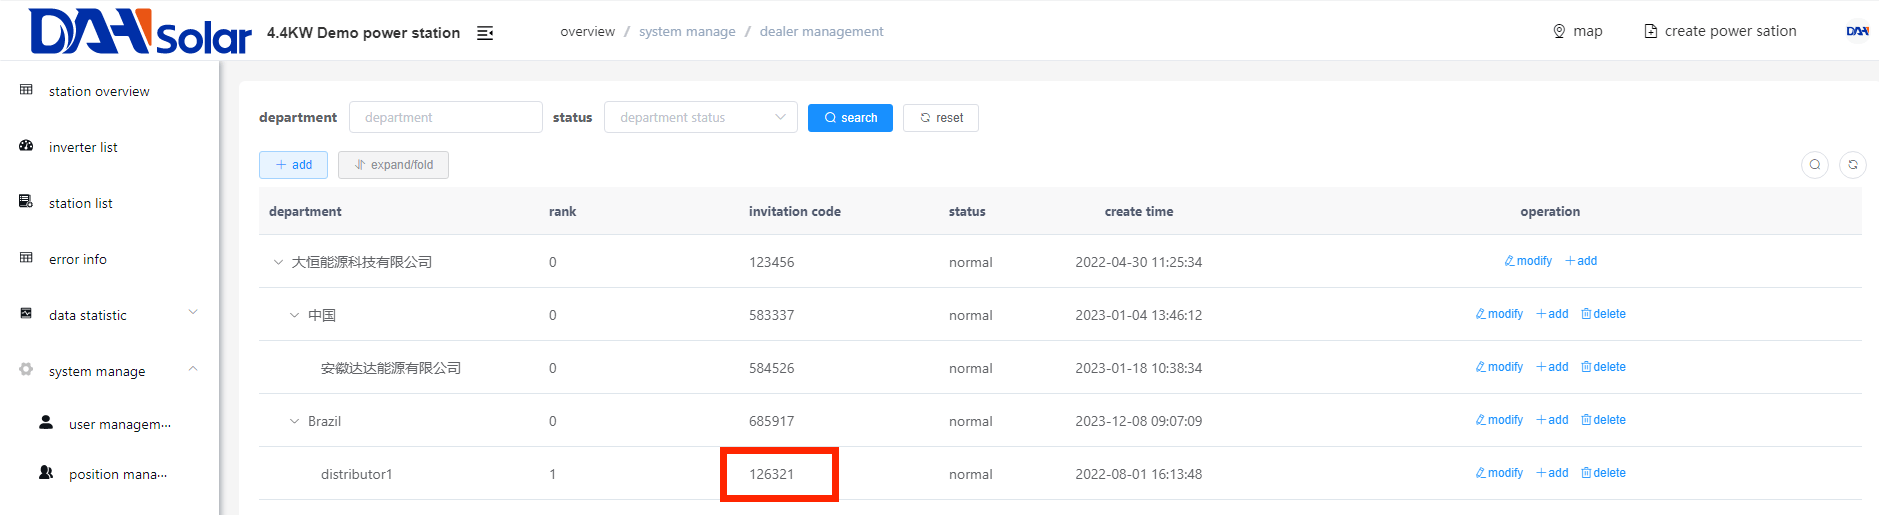 DAH Solar 4.4KW Demo power station overview / system manage / dealer management map create power sation DAH
station overview
inverter list
station list
error info
data statistic
system manage
user managem···
position mana···
department department status department status search reset
add expand/fold
department rank invitation code status create time operation
大恒能源科技有限公司 0 123456 normal 2022-04-30 11:25:34 modify +add
中国 0 583337 normal 2023-01-04 13:46:12 modify +add delete
安徽达达能源有限公司 0 584526 normal 2023-01-18 10:38:34 modify +add delete
Brazil 0 685917 normal 2023-12-08 09:07:09 modify +add delete
distributor1 1 126321 normal 2022-08-01 16:13:48 modify +add delete